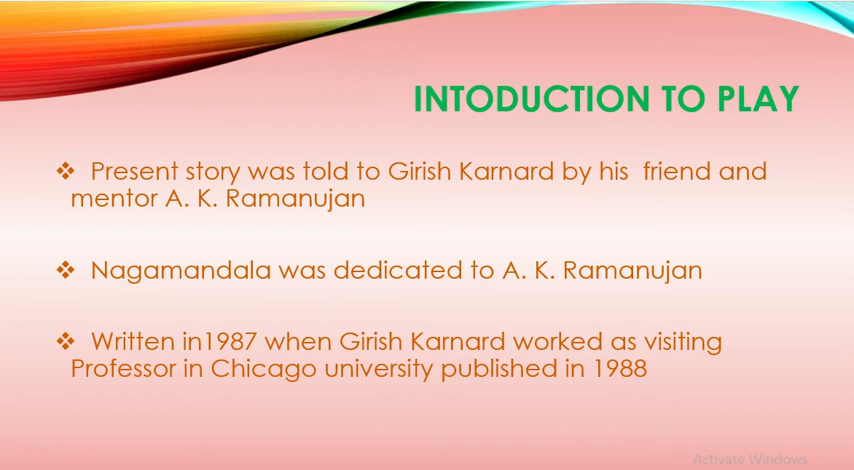 INTODUCTION TO PLAY
❖ Present story was told to Girish Karnard by his friend and
mentor A. K. Ramanujan
❖ Nagamandala was dedicated to A. K. Ramanujan
❖ Written in1987 when Girish Karnard worked as visiting
Professor in Chicago university published in 1988
Activate Windows